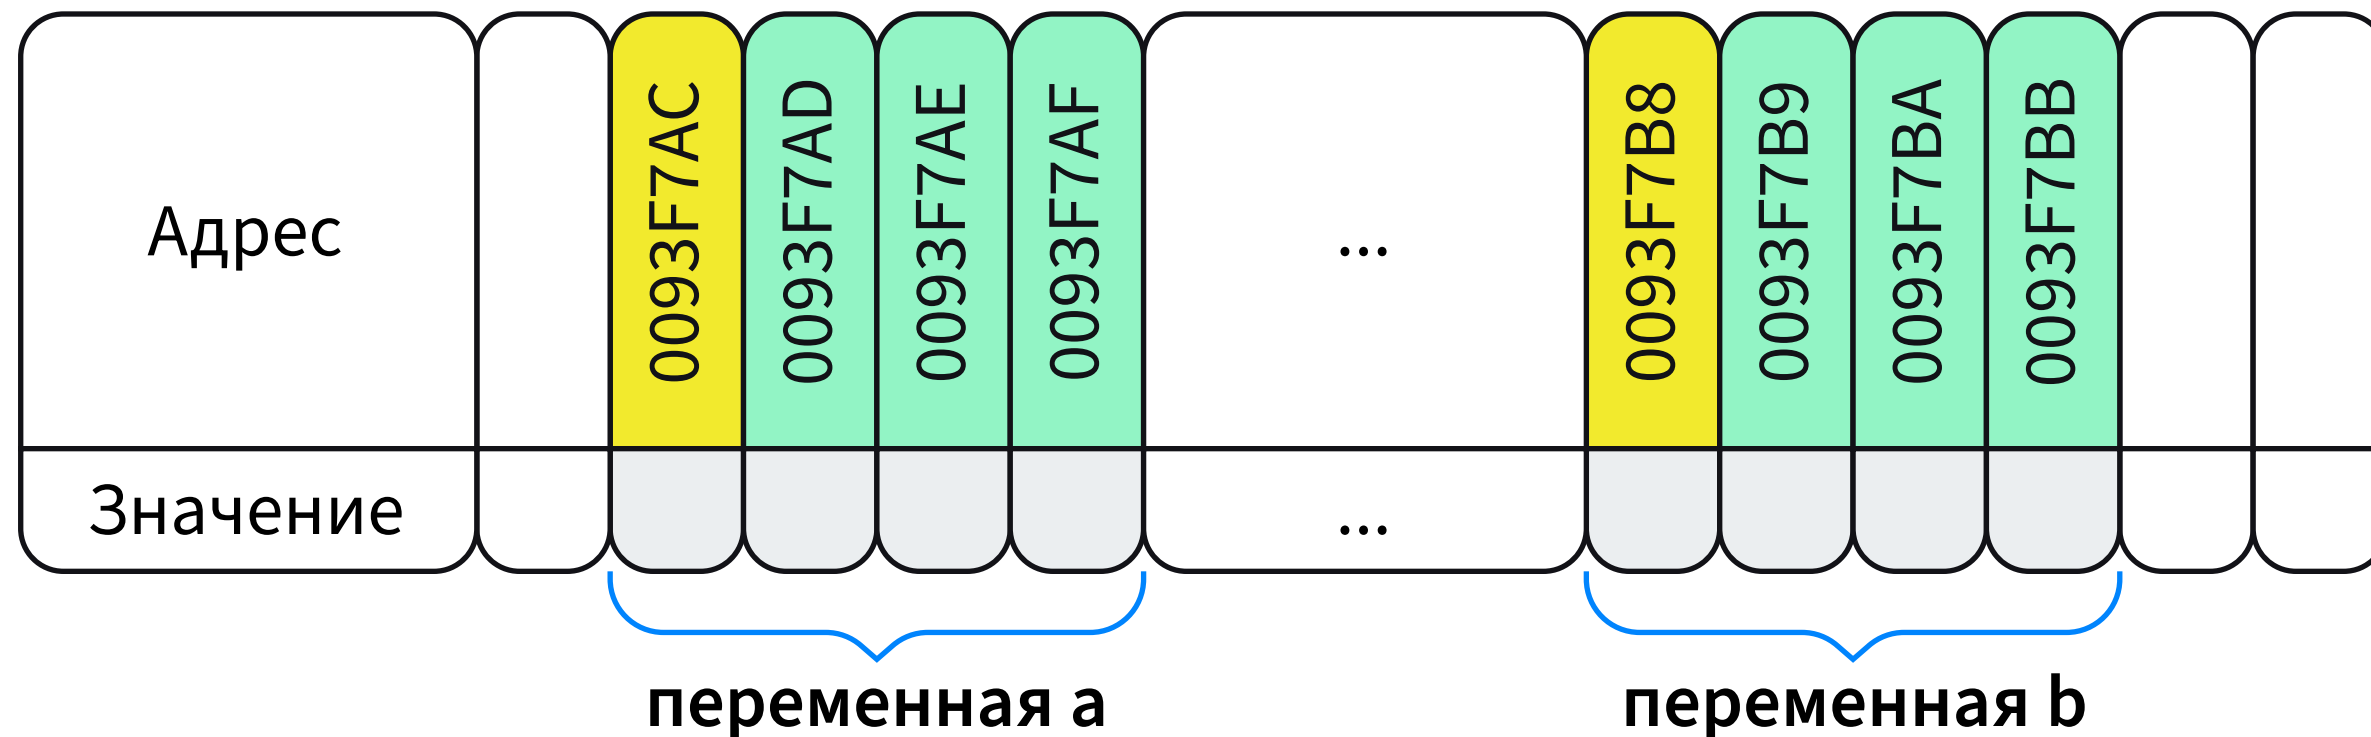 Адрес
0093F7AC
0093F7AD
0093F7AE
0093F7AF
...
0093F7B8
0093F7B9
0093F7BA
0093F7BB
Значение
...
переменная a
переменная b